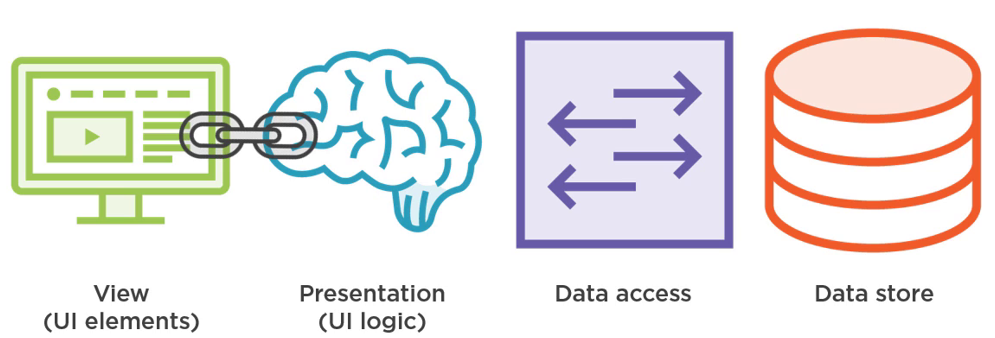 View
(UI elements)
Presentation
(UI logic)
Data access
Data store